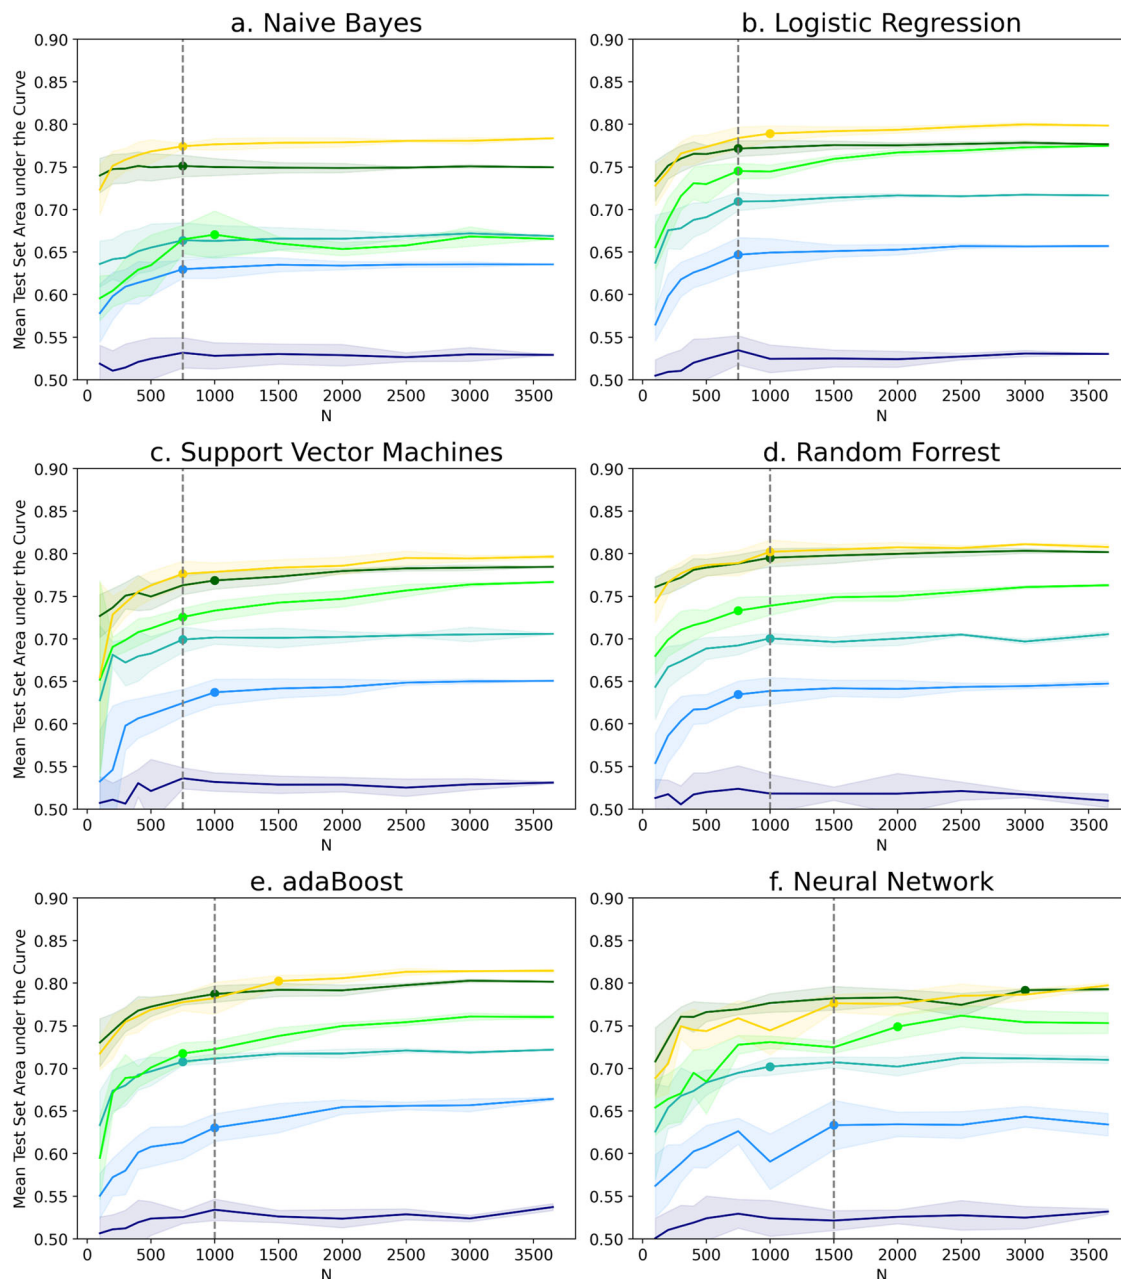 a. Naive Bayes
Mean Test Set Area under the Curve
0.90
0.85
0.80
0.75
0.70
0.65
0.60
0.55
0.50
0 500 1000 1500 2000 2500 3000 3500
N
b. Logistic Regression
0.90
0.85
0.80
0.75
0.70
0.65
0.60
0.55
0.50
0 500 1000 1500 2000 2500 3000 3500
N
c. Support Vector Machines
Mean Test Set Area under the Curve
0.90
0.85
0.80
0.75
0.70
0.65
0.60
0.55
0.50
0 500 1000 1500 2000 2500 3000 3500
N
d. Random Forrest
0.90
0.85
0.80
0.75
0.70
0.65
0.60
0.55
0.50
0 500 1000 1500 2000 2500 3000 3500
N
e. adaBoost
Mean Test Set Area under the Curve
0.90
0.85
0.80
0.75
0.70
0.65
0.60
0.55
0.50
0 500 1000 1500 2000 2500 3000 3500
N
f. Neural Network
0.90
0.85
0.80
0.75
0.70
0.65
0.60
0.55
0.50
0 500 1000 1500 2000 2500 3000 3500
N